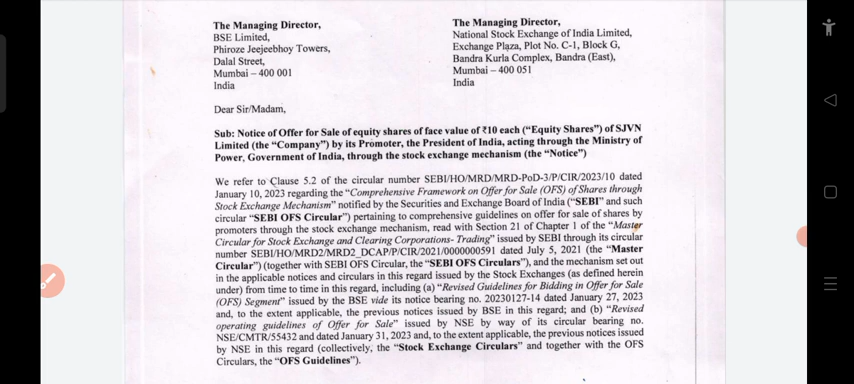 The Managing Director,
BSE Limited,
Phiroze Jeejeebhoy Towers,
Dalal Street,
Mumbai – 400 001
India
The Managing Director,
National Stock Exchange of India Limited,
Exchange Plaza, Plot No. C-1, Block G,
Bandra Kurla Complex, Bandra (East),
Mumbai – 400 051
India
Dear Sir/Madam,
Sub: Notice of Offer for Sale of equity shares of face value of ₹10 each (“Equity Shares”) of SJVN
Limited (the “Company”) by its Promoter, the President of India, acting through the Ministry of
Power, Government of India, through the stock exchange mechanism (the “Notice”)
We refer to Clause 5.2 of the circular number SEBI/HO/MRD/MRD-PoD-3/P/CIR/2023/10 dated
January 10, 2023 regarding the “Comprehensive Framework on Offer for Sale (OFS) of Shares through
Stock Exchange Mechanism” notified by the Securities and Exchange Board of India (“SEBI” and such
circular “SEBI OFS Circular”) pertaining to comprehensive guidelines on offer for sale of shares by
promoters through the stock exchange mechanism, read with Section 21 of Chapter 1 of the “Master
Circular for Stock Exchange and Clearing Corporations- Trading” issued by SEBI through its circular
number SEBI/HO/MRD2/MRD2_DCAP/P/CIR/2021/0000000591 dated July 5, 2021 (the “Master
Circular”) (together with SEBI OFS Circular, the “SEBI OFS Circulars”), and the mechanism set out
in the applicable notices and circulars in this regard issued by the Stock Exchanges (as defined herein
under) from time to time in this regard, including (a) “Revised Guidelines for Bidding in Offer for Sale
(OFS) Segment” issued by the BSE vide its notice bearing no. 20230127-14 dated January 27, 2023
and, to the extent applicable, the previous notices issued by BSE in this regard; and (b) “Revised
operating guidelines of Offer for Sale” issued by NSE by way of its circular bearing no.
NSE/CMTR/55432 and dated January 31, 2023 and, to the extent applicable, the previous notices issued
by NSE in this regard (collectively, the “Stock Exchange Circulars” and together with the OFS
Circulars, the “OFS Guidelines”).